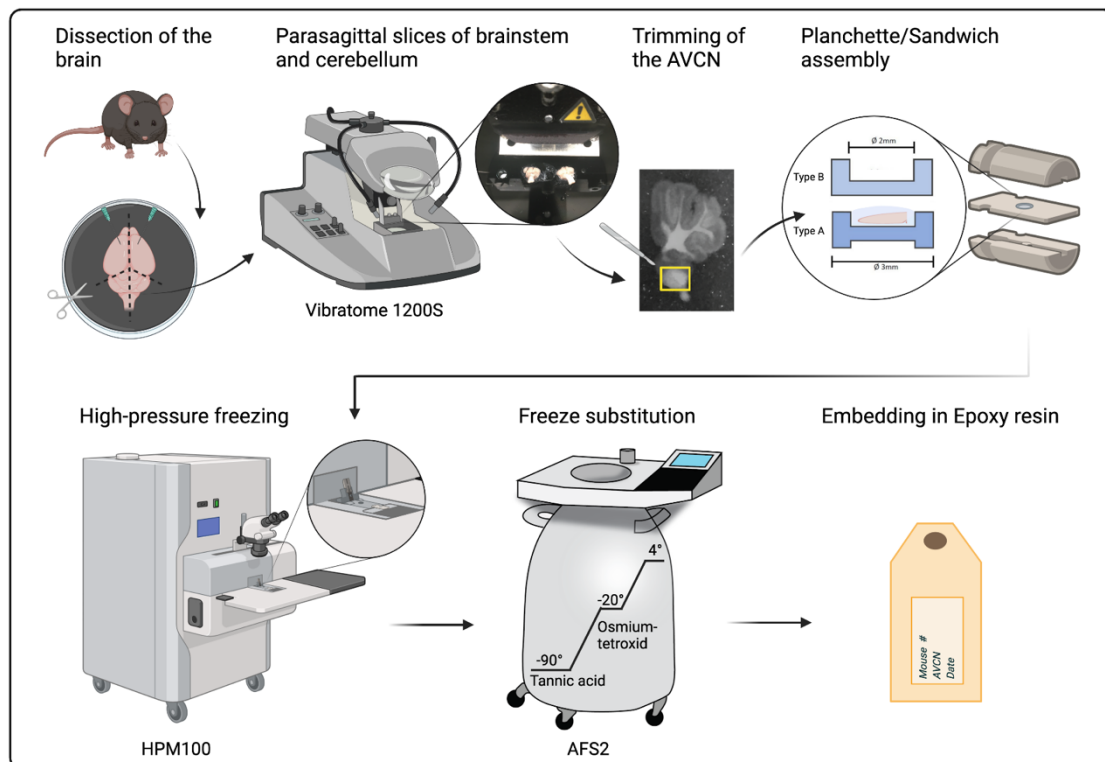 Dissection of the
brain
Parasagittal slices of brainstem
and cerebellum
Vibratome 1200S
Trimming of
the AVCN
Planchette/Sandwich
assembly
Ø 2mm
Type B
Type A
Ø 3mm
High-pressure freezing
HPM100
Freeze substitution
4°
-20°
Osmium-
tetroxid
-90°
Tannic acid
AFS2
Embedding in Epoxy resin
Mouse #
AVCN
Date